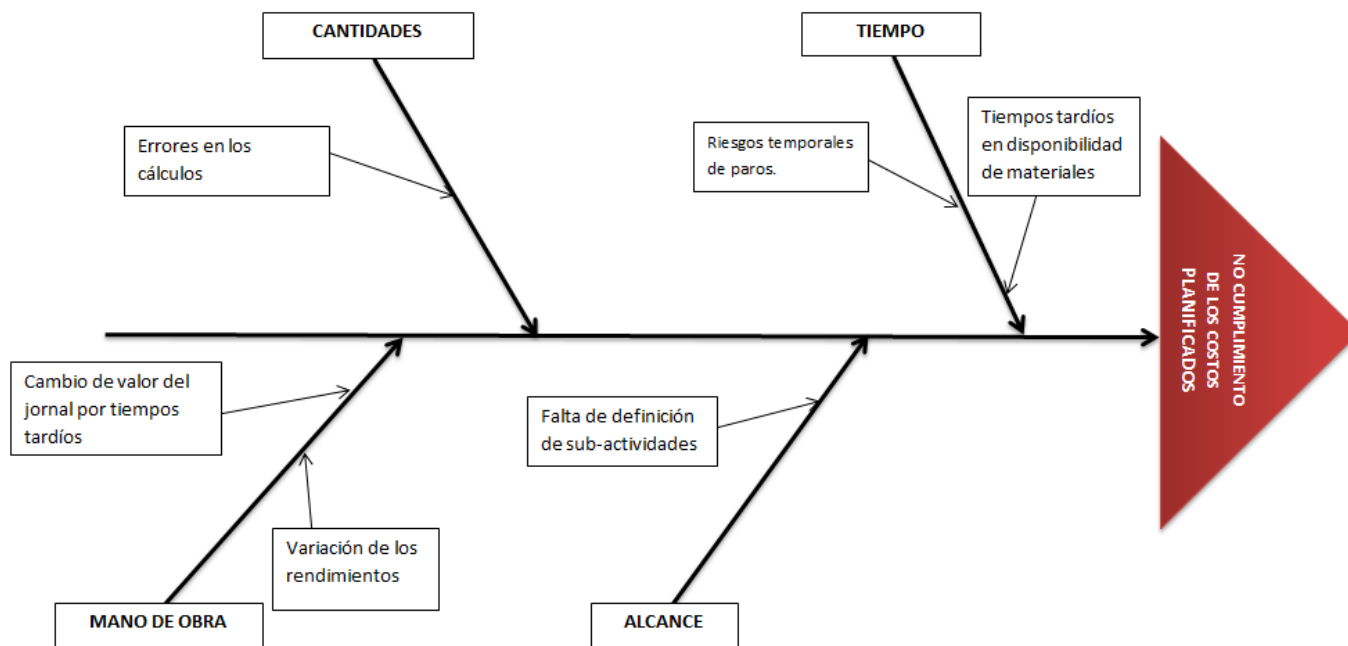 CANTIDADES
TIEMPO
Errores en los
cálculos
Riesgos temporales
de paros.
Tiempos tardíos
en disponibilidad
de materiales
NO CUMPLIMIENTO
DE LOS COSTOS
PLANIFICADOS
Cambio de valor del
jornal por tiempos
tardíos
Falta de definición
de sub-actividades
Variación de los
rendimientos
MANO DE OBRA
ALCANCE